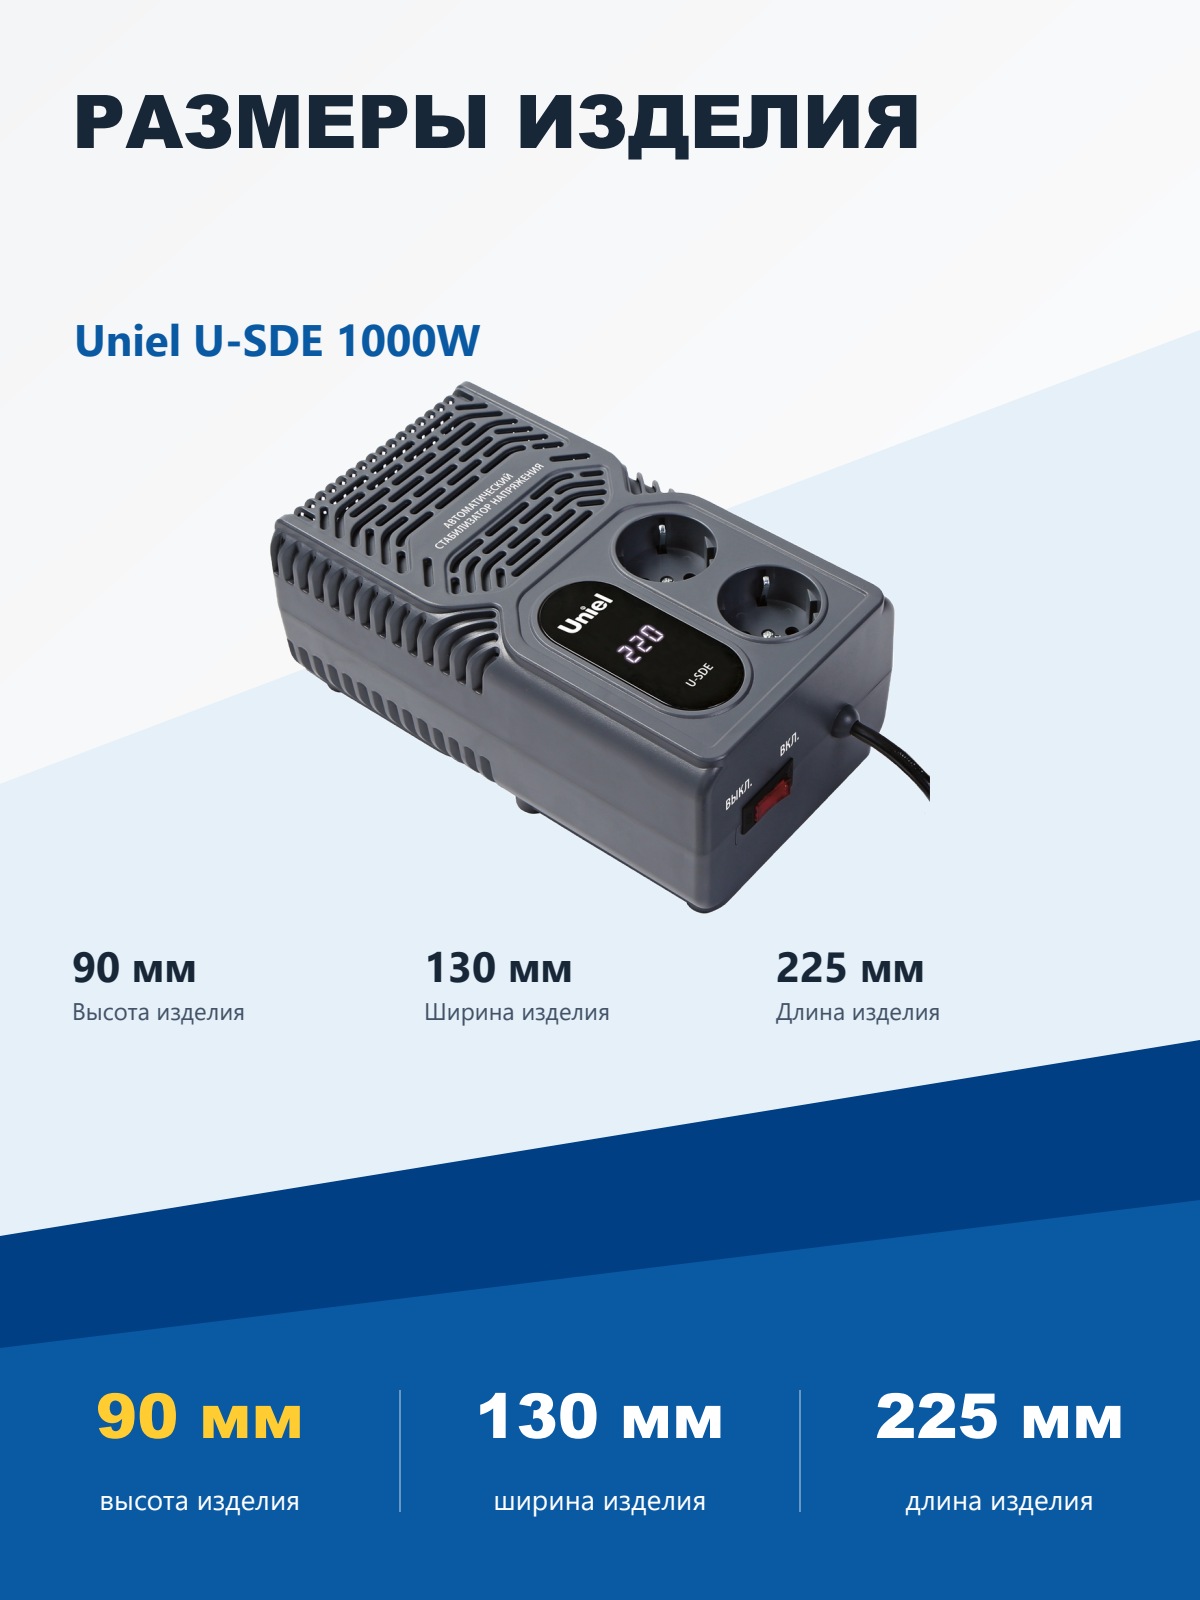 РАЗМЕРЫ ИЗДЕЛИЯ
Uniel U-SDE 1000W
АВТОМАТИЧЕСКИЙ
СТАБИЛИЗАТОР НАПРЯЖЕНИЯ
Uniel
220
U-SDE
ВКЛ.
ВЫКЛ.
90 мм
130 мм
225 мм
Высота изделия
Ширина изделия
Длина изделия
90 мм
130 мм
225 мм
высота изделия
ширина изделия
длина изделия